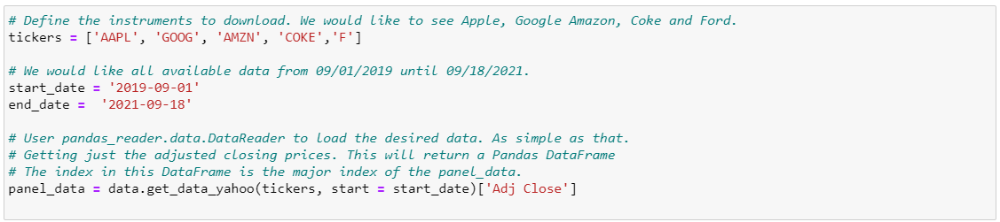 # Define the instruments to download. We would like to see Apple, Google Amazon, Coke and Ford.
tickers = ['AAPL', 'GOOG', 'AMZN', 'COKE','F']
# We would like all available data from 09/01/2019 until 09/18/2021.
start_date = '2019-09-01'
end_date =  '2021-09-18'
# User pandas_reader.data.DataReader to load the desired data. As simple as that.
# Getting just the adjusted closing prices. This will return a Pandas DataFrame
# The index in this DataFrame is the major index of the panel_data.
panel_data = data.get_data_yahoo(tickers, start = start_date)['Adj Close']